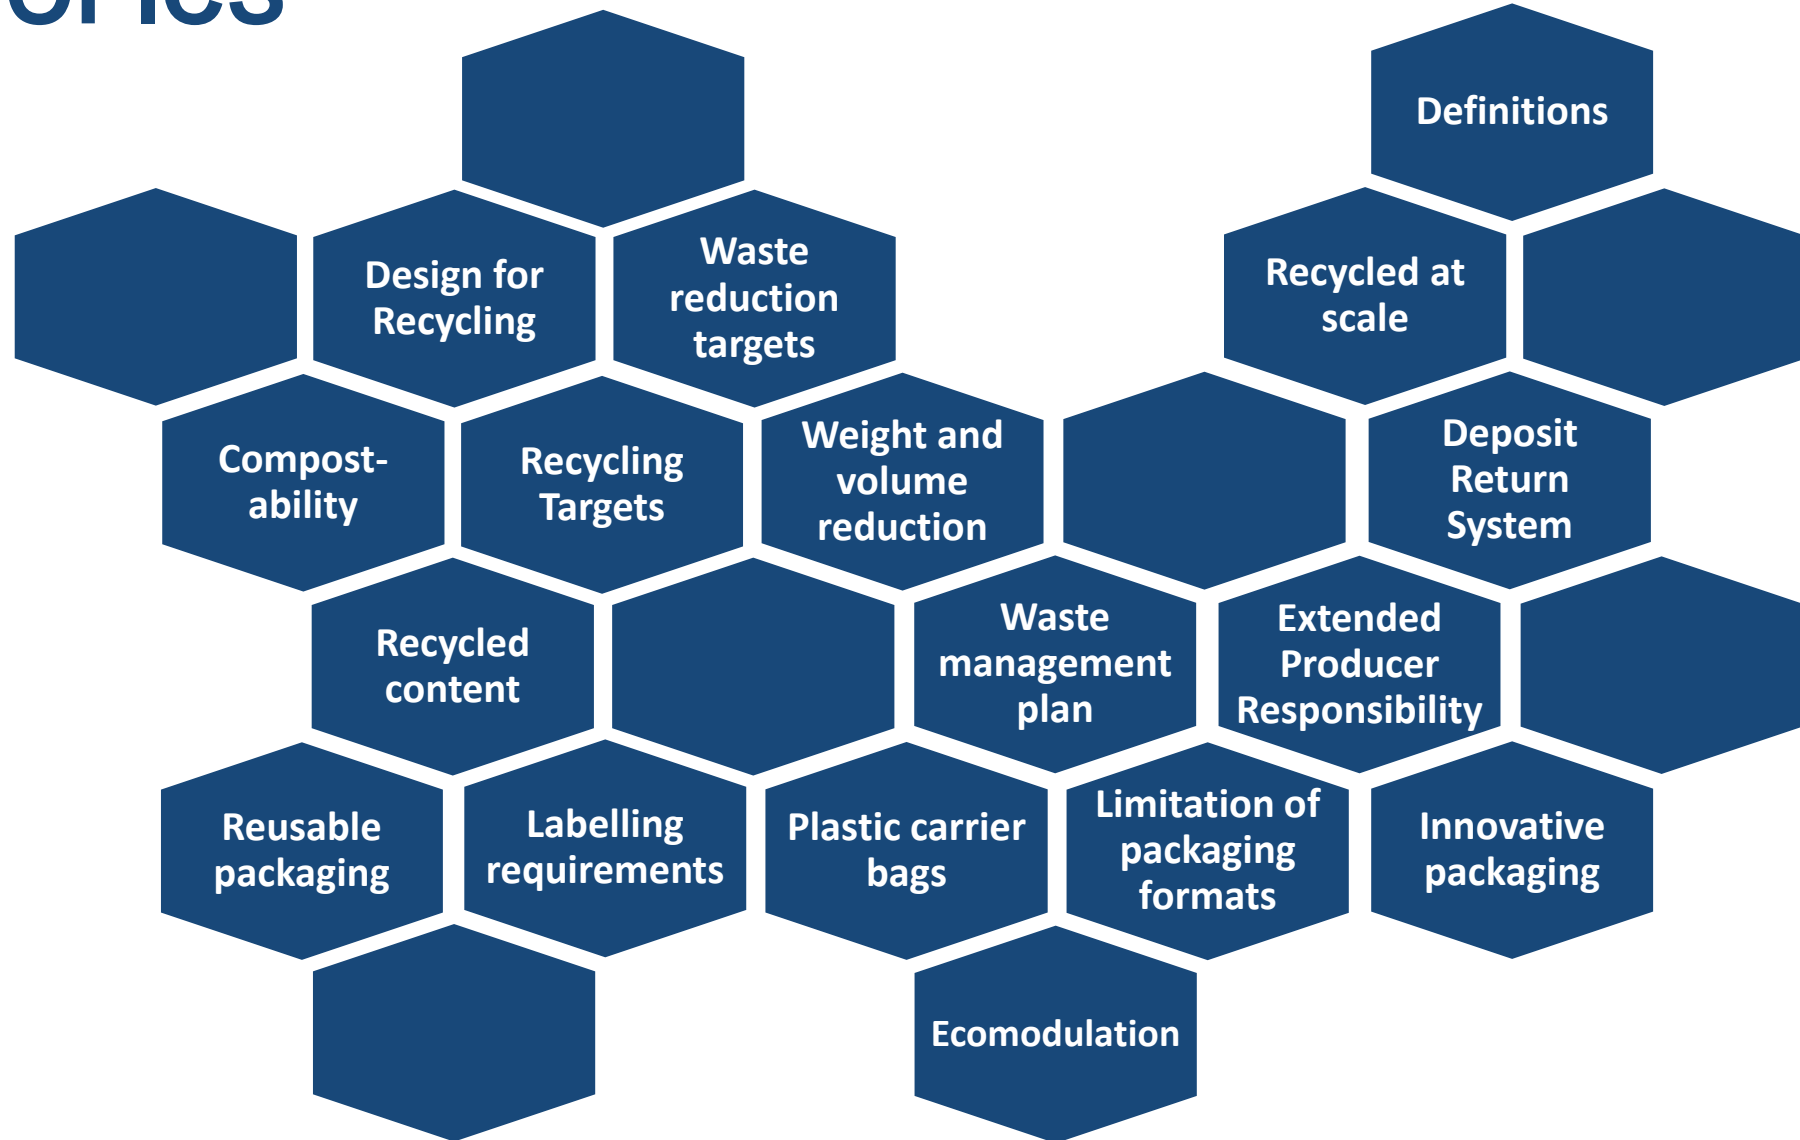 Definitions
Design for
Recycling
Waste
reduction
targets
Recycled at
scale
Compost-
ability
Recycling
Targets
Weight and
volume
reduction
Deposit
Return
System
Recycled
content
Waste
management
plan
Extended
Producer
Responsibility
Reusable
packaging
Labelling
requirements
Plastic carrier
bags
Limitation of
packaging
formats
Innovative
packaging
Ecomodulation